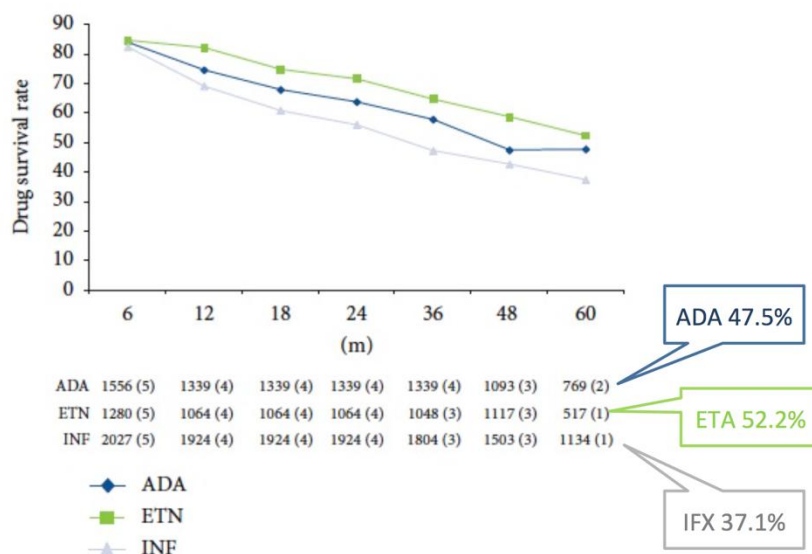 90
80
70
60
50
40
30
20
10
0
Drug survival rate
6 12 18 24 36 48 60
(m)
ADA 1556 (5) 1339 (4) 1339 (4) 1339 (4) 1339 (4) 1093 (3) 769 (2)
ETN 1280 (5) 1064 (4) 1064 (4) 1064 (4) 1048 (3) 1117 (3) 517 (1)
INF 2027 (5) 1924 (4) 1924 (4) 1924 (4) 1804 (3) 1503 (3) 1134 (1)
ADA
ETN
INF
ADA 47.5%
ETA 52.2%
IFX 37.1%